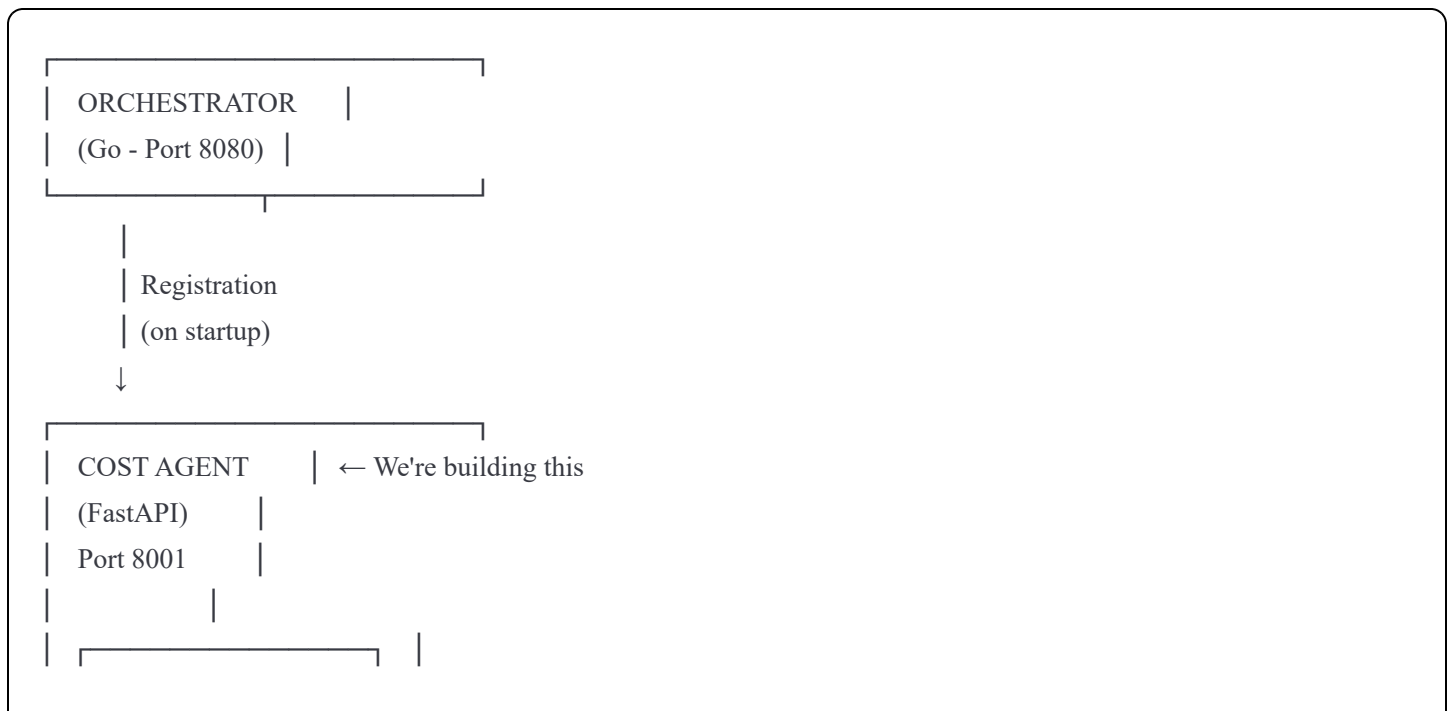 ORCHESTRATOR
(Go - Port 8080)
Registration
(on startup)
↓
COST AGENT ← We're building this
(FastAPI)
Port 8001